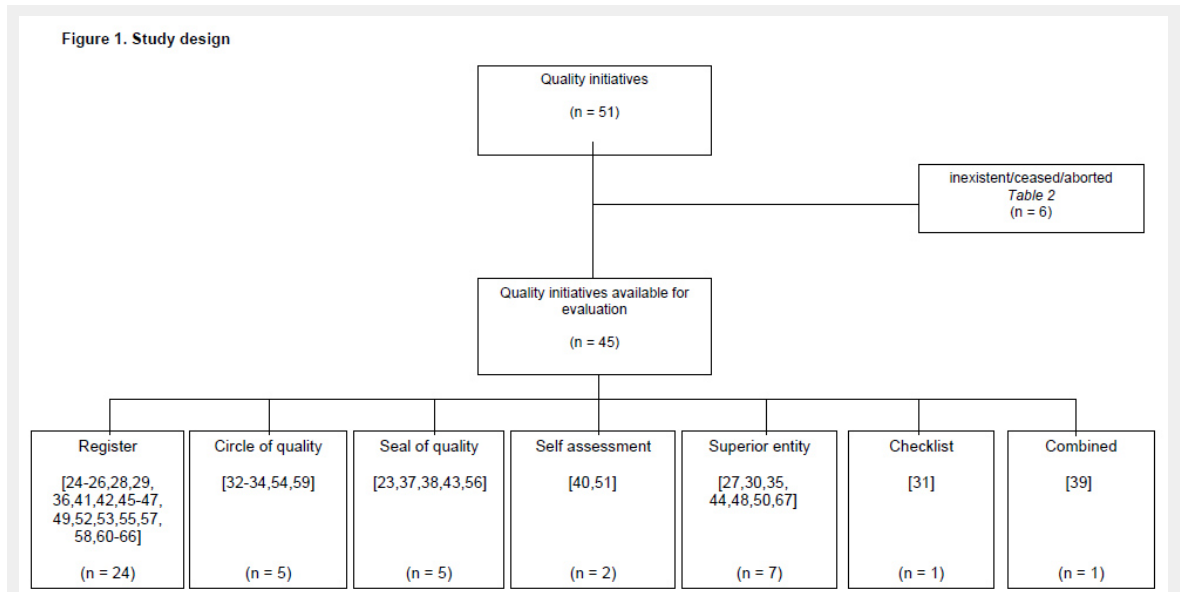 Figure 1. Study design
Quality initiatives
(n = 51)
inexistent/ceased/aborted
Table 2
(n = 6)
Quality initiatives available for
evaluation
(n = 45)
Register
[24-26,28,29,
36,41,42,45-47,
49,52,53,55,57,
58,60-66]
(n = 24)
Circle of quality
[32-34,54,59]
(n = 5)
Seal of quality
[23,37,38,43,56]
(n = 5)
Self assessment
[40,51]
(n = 2)
Superior entity
[27,30,35,
44,48,50,67]
(n = 7)
Checklist
[31]
(n = 1)
Combined
[39]
(n = 1)